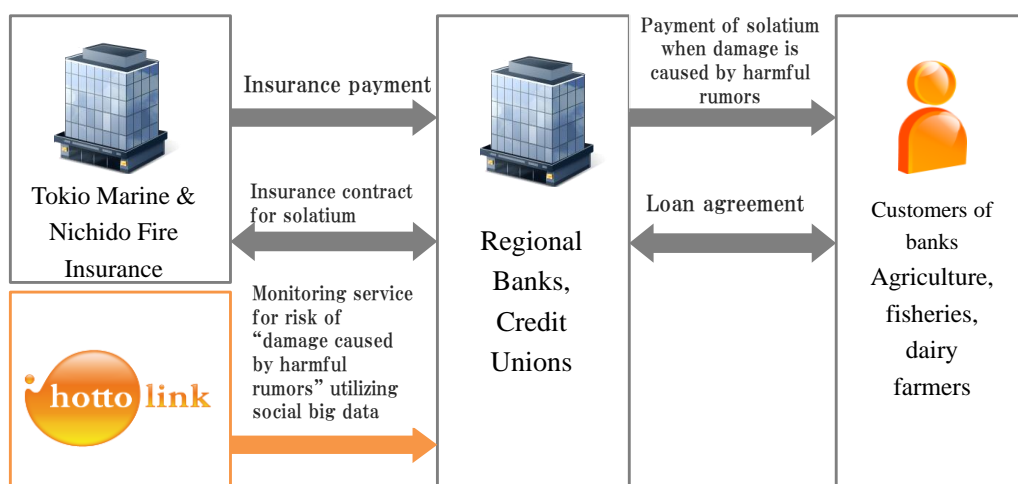 Insurance payment
Payment of solatium
when damage is
caused by harmful
rumors
Tokio Marine &
Nichido Fire
Insurance
Insurance contract
for solatium
Regional
Banks,
Credit
Unions
Loan agreement
Customers of
banks
Agriculture,
fisheries,
dairy
farmers
hotto link
Monitoring service
for risk of
“damage caused
by harmful
rumors” utilizing
social big data